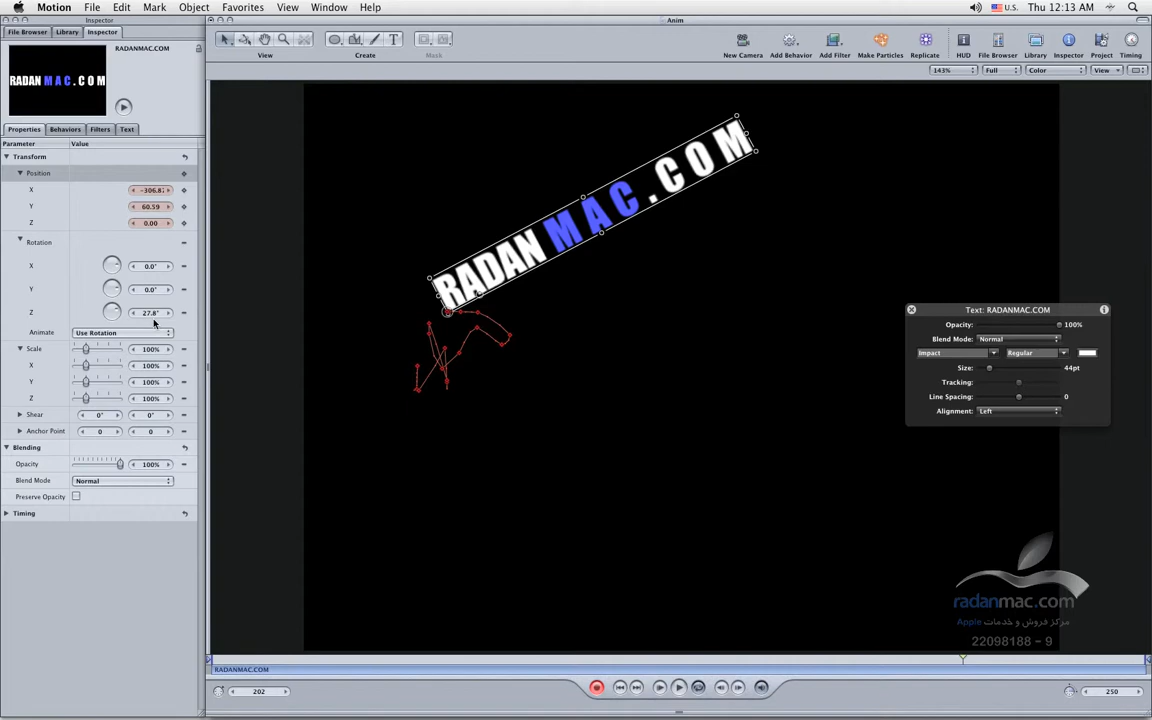 Motion File Edit Mark Object Favorites View Window Help U.S. Thu 12:13 AM
Inspector
Anim
File Browser Library Inspector
RADANMAC.COM
RADAN MAC.COM
View Create Mask New Camera Add Behavior Add Filter Make Particles Replicate HUD File Browser Library Inspector Project Timing
143% Full Color View
Properties Behaviors Filters Text
Parameter Value
Transform
Position
X -306.8
Y 60.59
Z 0.00
Rotation
X 0.0°
Y 0.0°
Z 27.8°
Animate Use Rotation
Scale 100%
X 100%
Y 100%
Z 100%
Shear 0° 0°
Anchor Point 0 0
Blending
Opacity 100%
Blend Mode Normal
Preserve Opacity
Timing
RADAN MAC.COM
Text: RADANMAC.COM
Opacity: 100%
Blend Mode: Normal
Impact Regular
Size: 44pt
Tracking:
Line Spacing: 0
Alignment: Left
radanmac.com
مرکز فروش و خدمات Apple
22098188 - 9
RADANMAC.COM
202
250